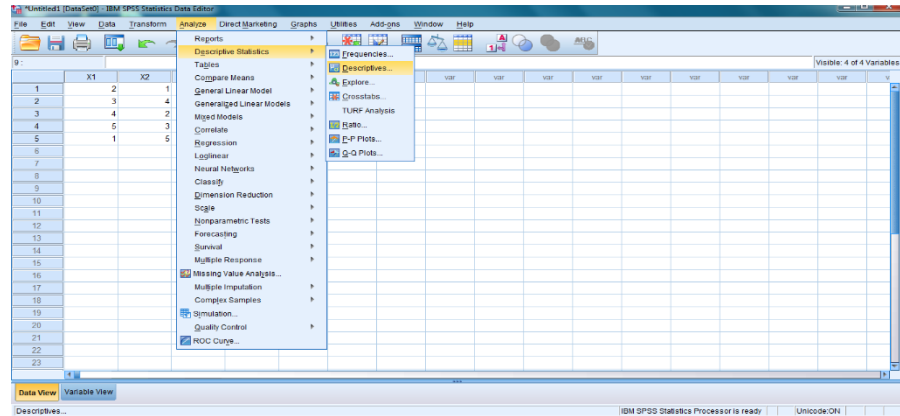 *Untitled1 [DataSet0] - IBM SPSS Statistics Data Editor
File Edit View Data Transform Analyze Direct Marketing Graphs Utilities Add-ons Window Help
9 :
Visible: 4 of 4 Variables
X1 X2 var var var var var var var var
1 2 1
2 3 4
3 4 2
4 5 3
5 1 5
6
7
8
9
10
11
12
13
14
15
16
17
18
19
20
21
22
23
Reports
Descriptive Statistics
Tables
Compare Means
General Linear Model
Generalized Linear Models
Mixed Models
Correlate
Regression
Loglinear
Neural Networks
Classify
Dimension Reduction
Scale
Nonparametric Tests
Forecasting
Survival
Multiple Response
Missing Value Analysis...
Multiple Imputation
Complex Samples
Simulation...
Quality Control
ROC Curve...
Frequencies...
Descriptives...
Explore...
Crosstabs...
TURF Analysis
Ratio...
P-P Plots...
Q-Q Plots...
Data View Variable View
Descriptives... IBM SPSS Statistics Processor is ready Unicode:ON